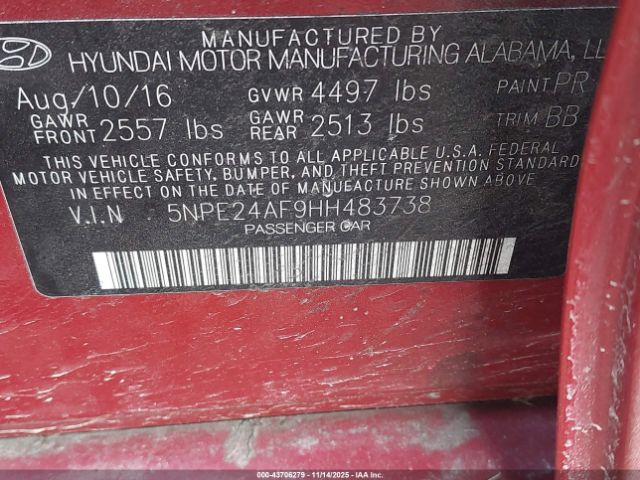 MANUFACTURED BY
HYUNDAI MOTOR MANUFACTURING ALABAMA, LL
Aug/10/16 GVWR 4497 lbs PAINT PR
GAWR FRONT 2557 lbs GAWR REAR 2513 lbs TRIM BB
THIS VEHICLE CONFORMS TO ALL APPLICABLE U.S.A. FEDERAL
MOTOR VEHICLE SAFETY, BUMPER, AND THEFT PREVENTION STANDARD
IN EFFECT ON THE DATE OF MANUFACTURE SHOWN ABOVE.
V.I.N 5NPE24AF9HH483738
PASSENGER CAR
000-43706279 - 11/14/2025 - COPART